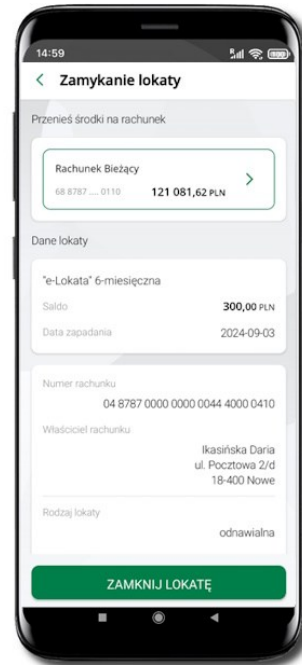 14:59
Zamykanie lokaty
Przenieś środki na rachunek
Rachunek Bieżący
68 8787 .... 0110 121 081,62 PLN
Dane lokaty
"e-Lokata" 6-miesięczna
Saldo 300,00 PLN
Data zapadania 2024-09-03
Numer rachunku
04 8787 0000 0000 0044 4000 0410
Właściciel rachunku
Ikasińska Daria
ul. Pocztowa 2/d
18-400 Nowe
Rodzaj lokaty
odnawialna
ZAMKNIJ LOKATĘ